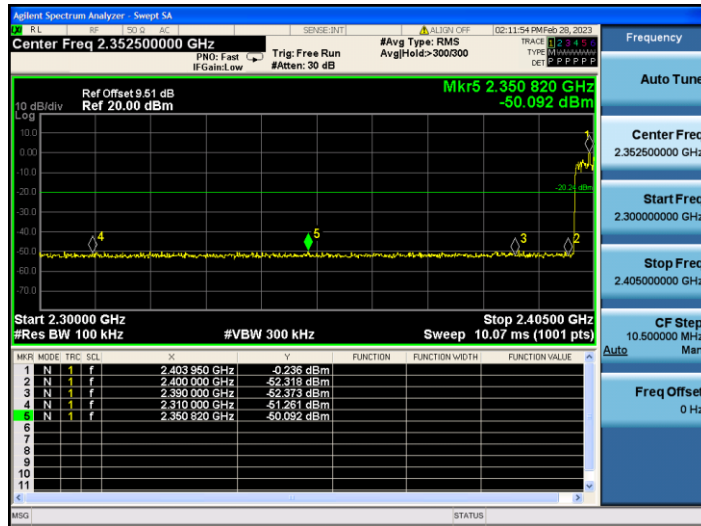 Agilent Spectrum Analyzer - Swept SA
RL RF 50 Ω AC SENSE:INT ALIGN OFF 02:11:54 PM Feb 28, 2023
Center Freq 2.352500000 GHz #Avg Type: RMS TRACE 1 2 3 4 5 6
PNO: Fast Trig: Free Run Avg|Hold:>300/300 TYPE M
IFGain:Low #Atten: 30 dB DET P P P P P P
Frequency
Mkr5 2.350 820 GHz
-50.092 dBm
Ref Offset 9.51 dB
10 dB/div Ref 20.00 dBm
Log
10.0
0.00
-10.0
-20.0
-30.0
-40.0
-50.0
-60.0
-70.0
1
-20.24 dBm
4
5
3
2
Start 2.30000 GHz Stop 2.40500 GHz
#Res BW 100 kHz #VBW 300 kHz Sweep 10.07 ms (1001 pts)
MKR MODE TRC SCL X Y FUNCTION FUNCTION WIDTH FUNCTION VALUE
1 N 1 f 2.403 950 GHz -0.236 dBm
2 N 1 f 2.400 000 GHz -52.318 dBm
3 N 1 f 2.390 000 GHz -52.373 dBm
4 N 1 f 2.310 000 GHz -51.261 dBm
5 N 1 f 2.350 820 GHz -50.092 dBm
6
7
8
9
10
11
Auto Tune
Center Freq
2.352500000 GHz
Start Freq
2.300000000 GHz
Stop Freq
2.405000000 GHz
CF Step
10.500000 MHz
Auto Man
Freq Offset
0 Hz
MSG STATUS